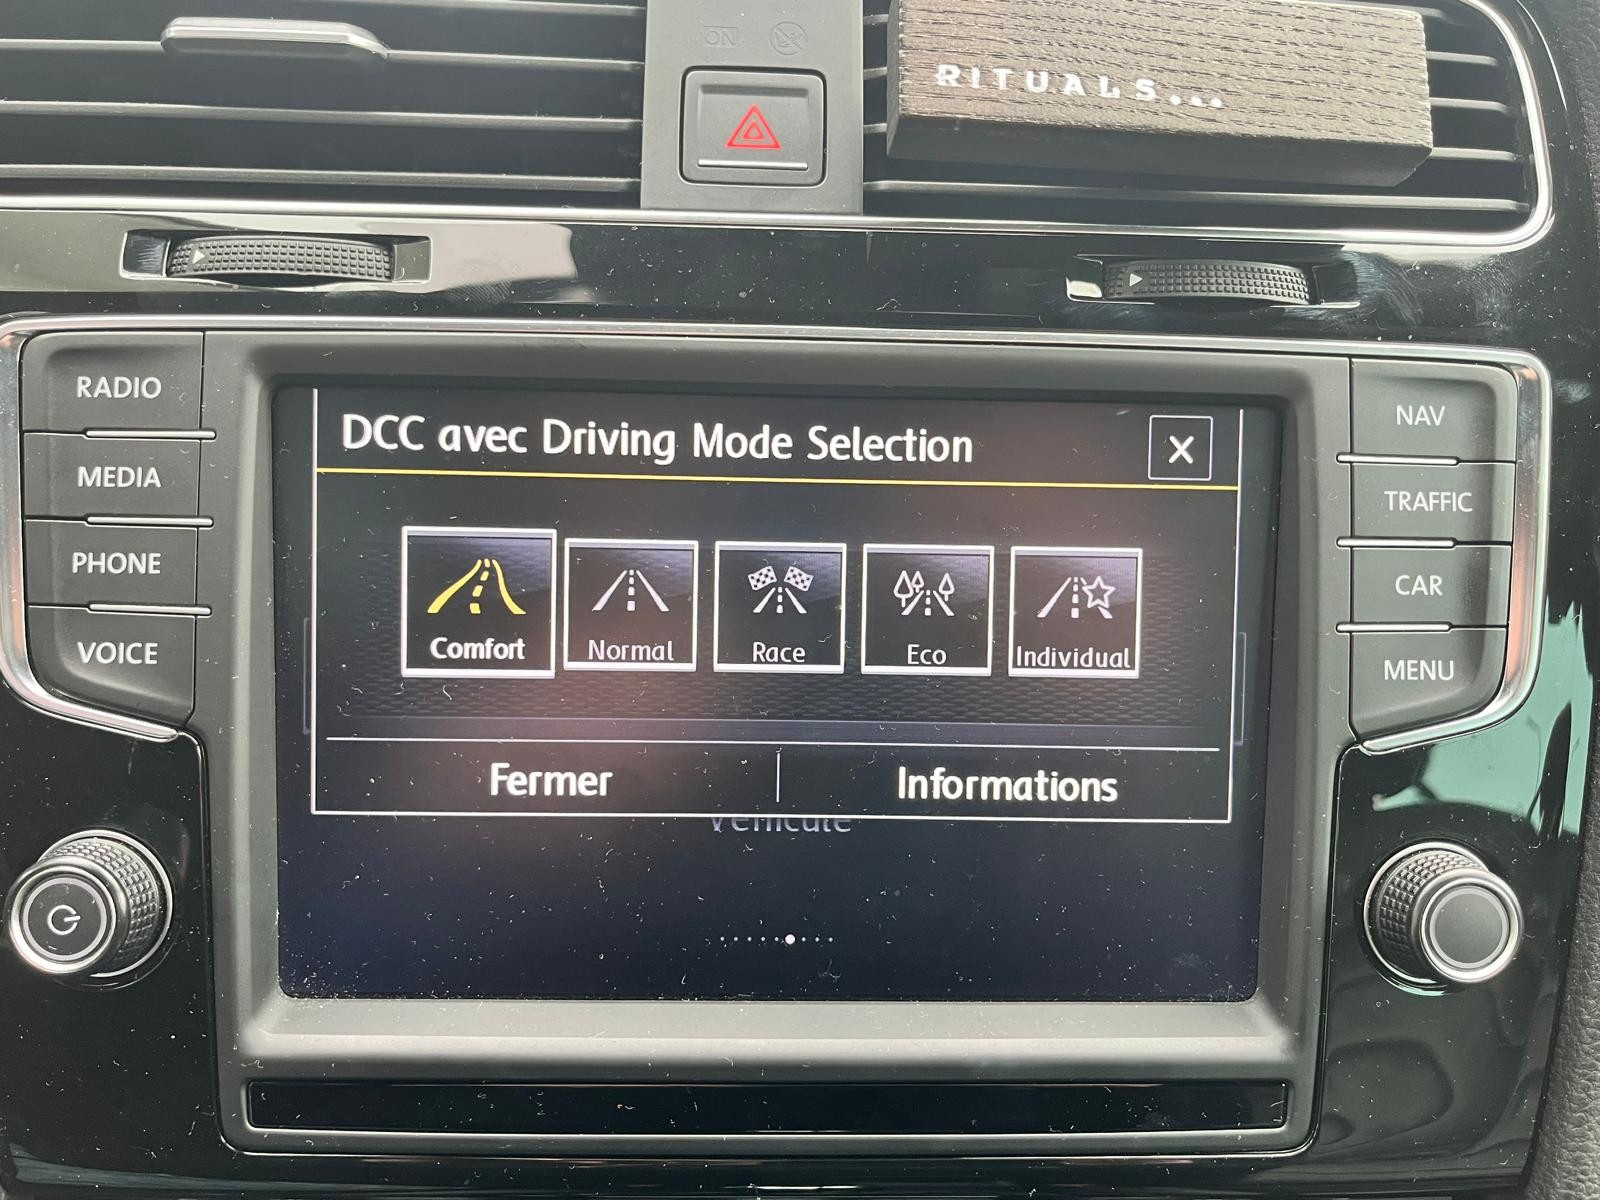 ON
RITUALS...
RADIO
MEDIA
PHONE
VOICE
DCC avec Driving Mode Selection
X
Comfort
Normal
Race
Eco
Individual
Fermer
Informations
NAV
TRAFFIC
CAR
MENU